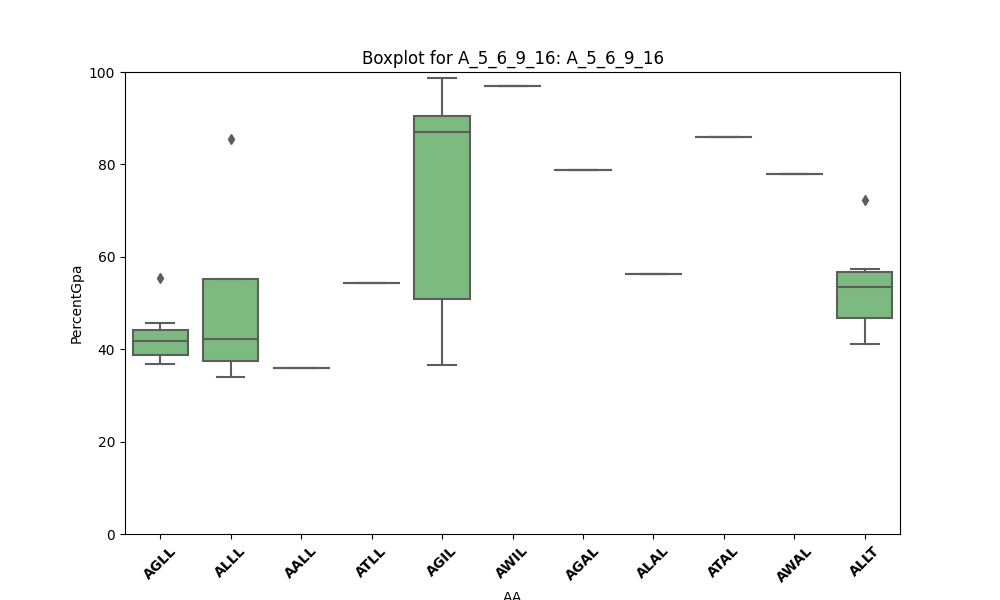 Boxplot for A_5_6_9_16: A_5_6_9_16
PercentGpa
100
80
60
40
20
0
AGLL
ALLL
AALL
ATLL
AGIL
AWIL
AGAL
ALAL
ATAL
AWAL
ALLT
AA